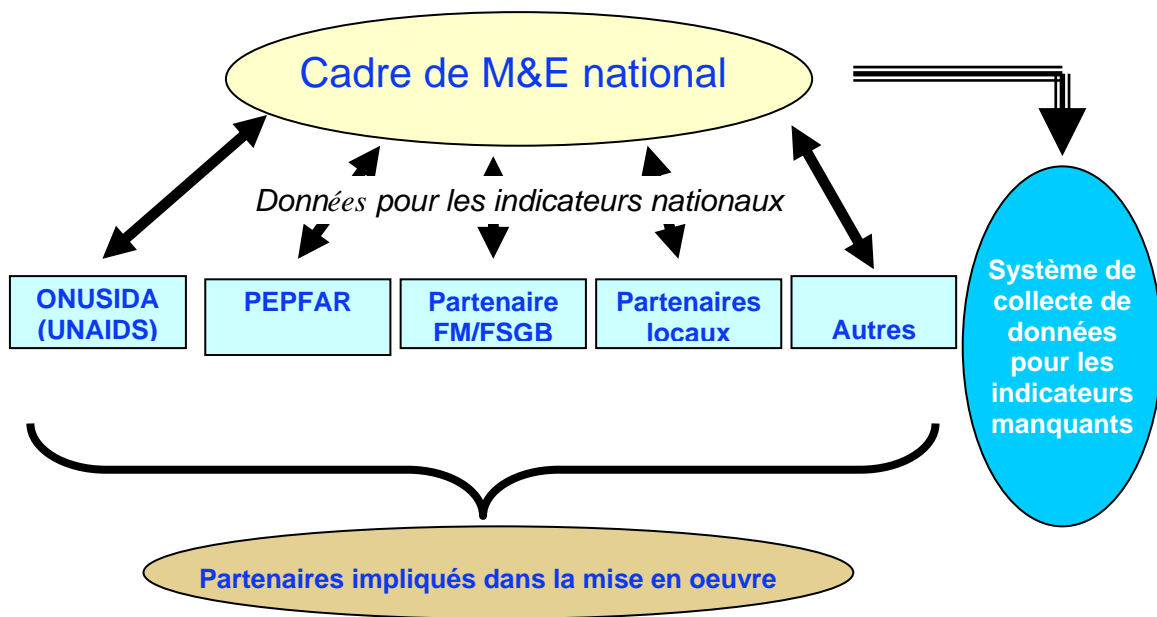 Cadre de M&E national
Données pour les indicateurs nationaux
ONUSIDA
(UNAIDS)
PEPFAR
Partenaire
FM/FSGB
Partenaires
locaux
Autres
Système de
collecte de
données
pour les
indicateurs
manquants
Partenaires impliqués dans la mise en oeuvre